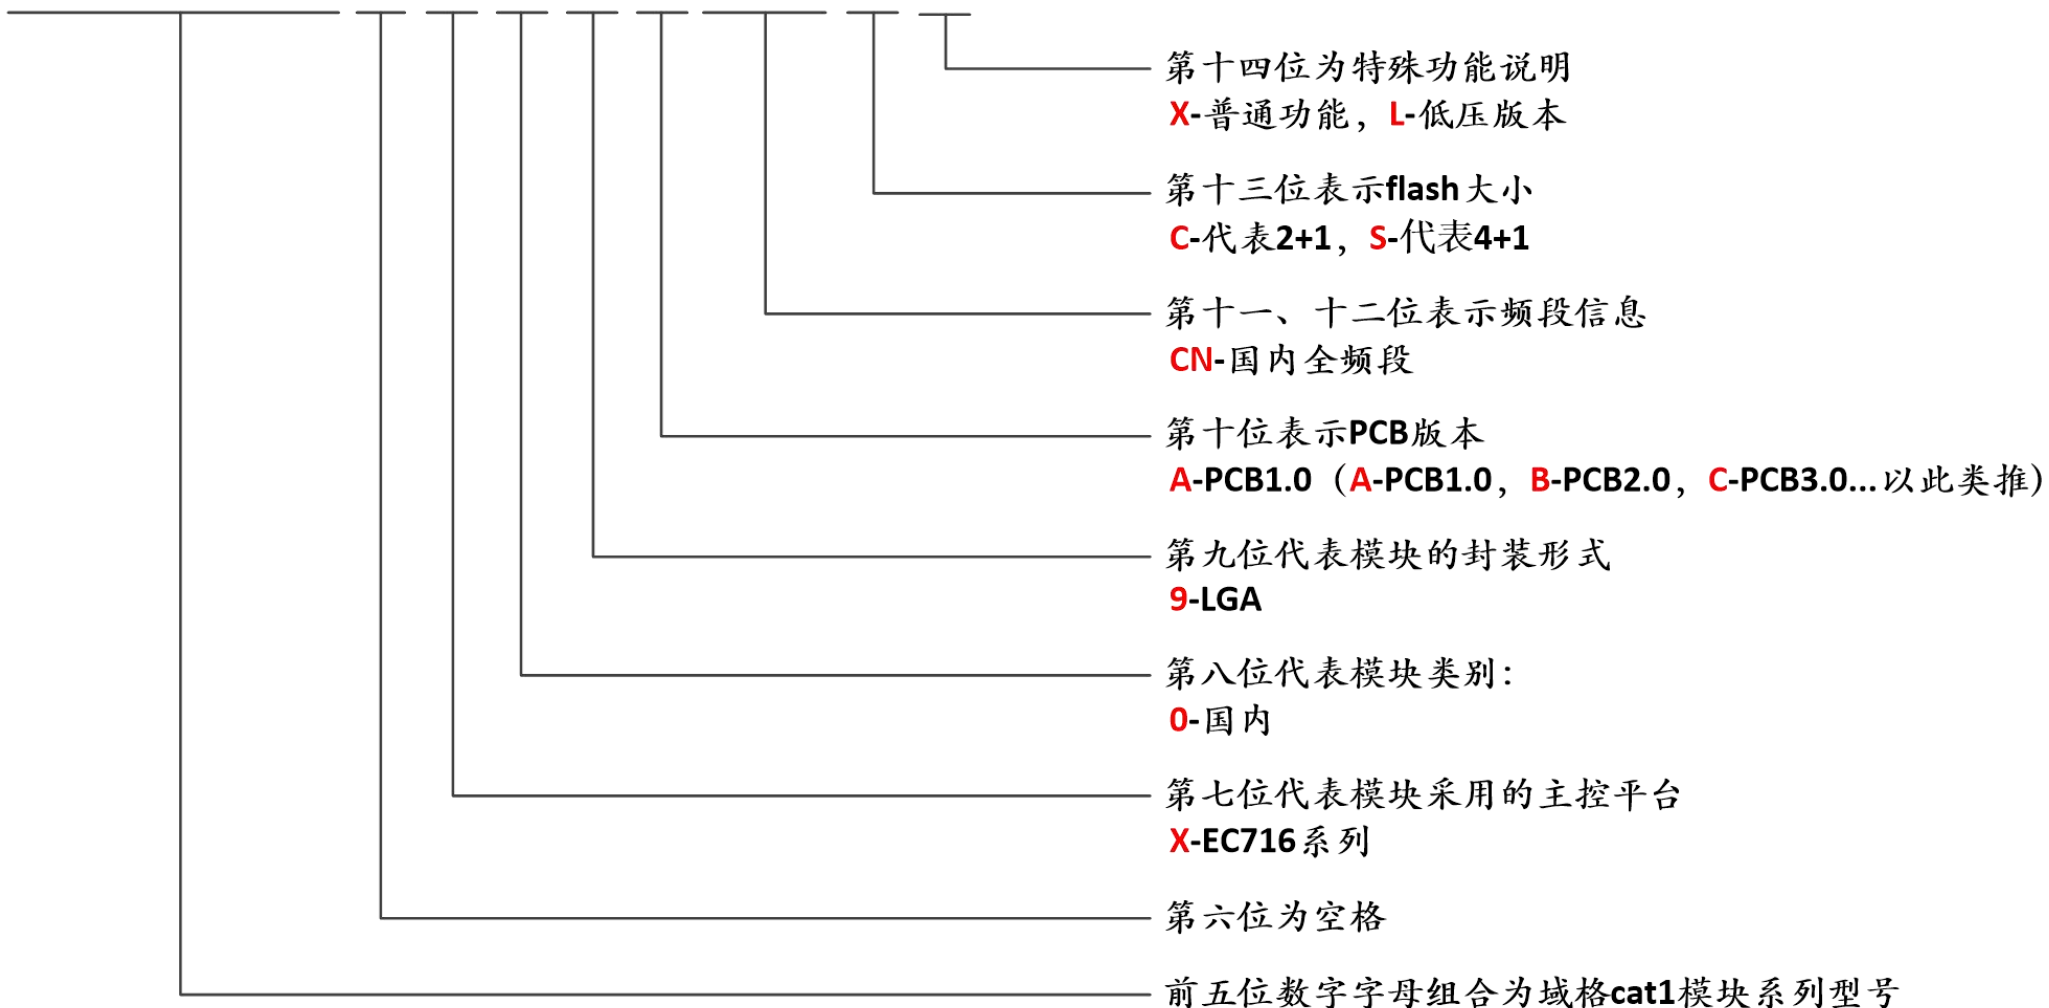 第十四位为特殊功能说明
X-普通功能，L-低压版本
第十三位表示flash大小
C-代表2+1，S-代表4+1
第十一、十二位表示频段信息
CN-国内全频段
第十位表示PCB版本
A-PCB1.0（A-PCB1.0，B-PCB2.0，C-PCB3.0...以此类推）
第九位代表模块的封装形式
9-LGA
第八位代表模块类别：
0-国内
第七位代表模块采用的主控平台
X-EC716系列
第六位为空格
前五位数字字母组合为域格cat1模块系列型号